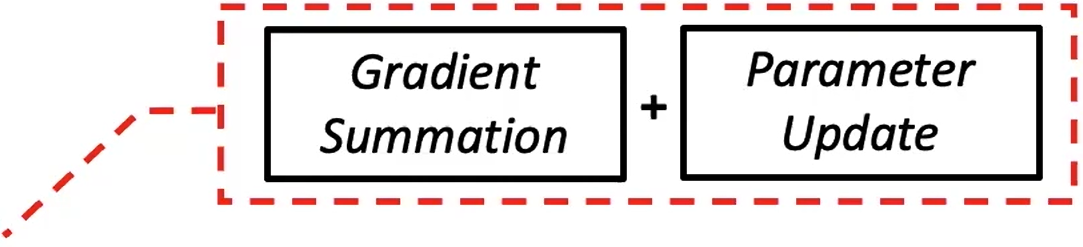 Gradient
Summation
+
Parameter
Update